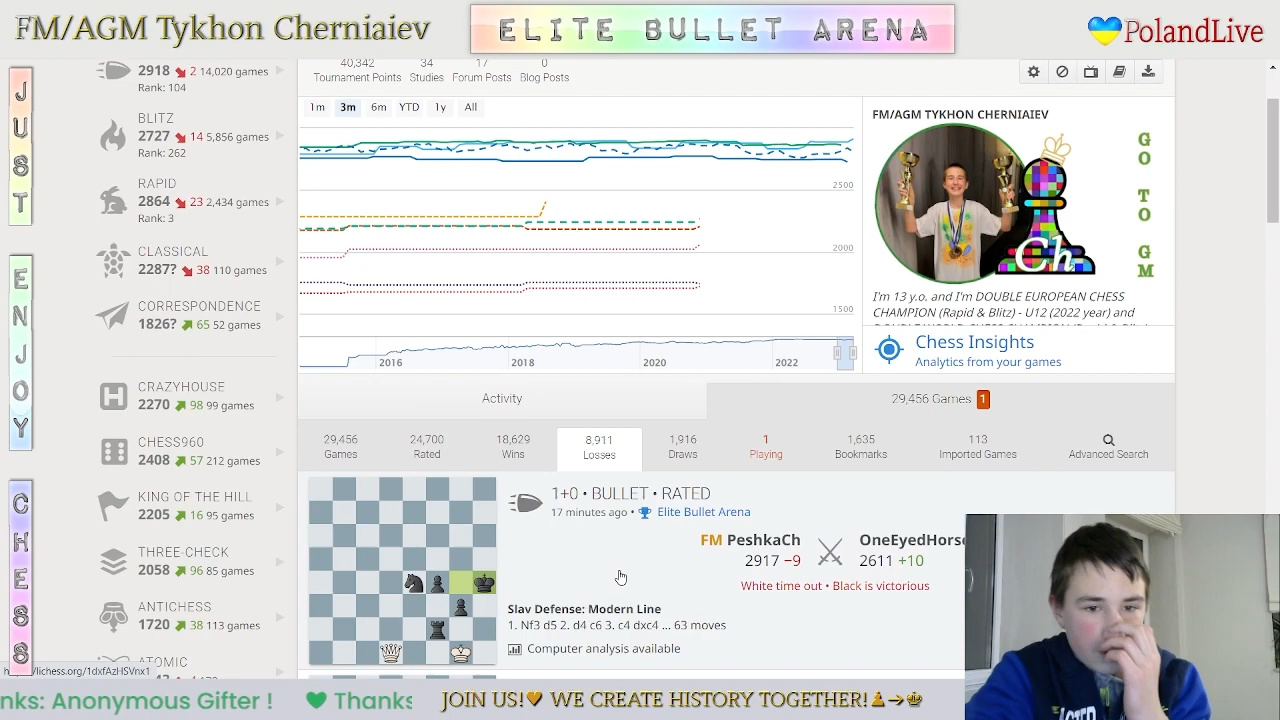 FM/AGM Tykhon Cherniaiev
ELITE BULLET ARENA
PolandLive
JUST
ENJOY
CHESS
2918 2 14,020 games
Rank: 104
BLITZ
2727 14 5,856 games
Rank: 262
RAPID
2864 23 2,434 games
Rank: 3
CLASSICAL
2287? 38 110 games
CORRESPONDENCE
1826? 65 52 games
CRAZYHOUSE
2270 98 99 games
CHESS960
2408 57 212 games
KING OF THE HILL
2205 16 95 games
THREE-CHECK
2058 96 85 games
ANTICHESS
1720 38 113 games
ATOMIC
40,342 34 17 0
Tournament Studies Forum Posts Blog Posts
1m 3m 6m YTD 1y All
2500
2000
1500
2016 2018 2020 2022
FM/AGM TYKHON CHERNIAIEV
Ch
GO
TO
GM
I'm 13 y.o. and I'm DOUBLE EUROPEAN CHESS
CHAMPION (Rapid & Blitz) - U12 (2022 year) and
Chess Insights
Analytics from your games
Activity
29,456 Games 1
29,456 24,700 18,629 8,911 1,916 1 1,635 113
Games Rated Wins Losses Draws Playing Bookmarks Imported Games Advanced Search
1+0 • BULLET • RATED
17 minutes ago • Elite Bullet Arena
FM PeshkaCh OneEyedHorse
2917 −9 2611 +10
White time out • Black is victorious
Slav Defense: Modern Line
1. Nf3 d5 2. d4 c6 3. c4 dxc4 ... 63 moves
Computer analysis available
lichess.org/1dxfAzHSVnx1
nks: Anonymous Gifter ! Thanks
JOIN US! WE CREATE HISTORY TOGETHER!